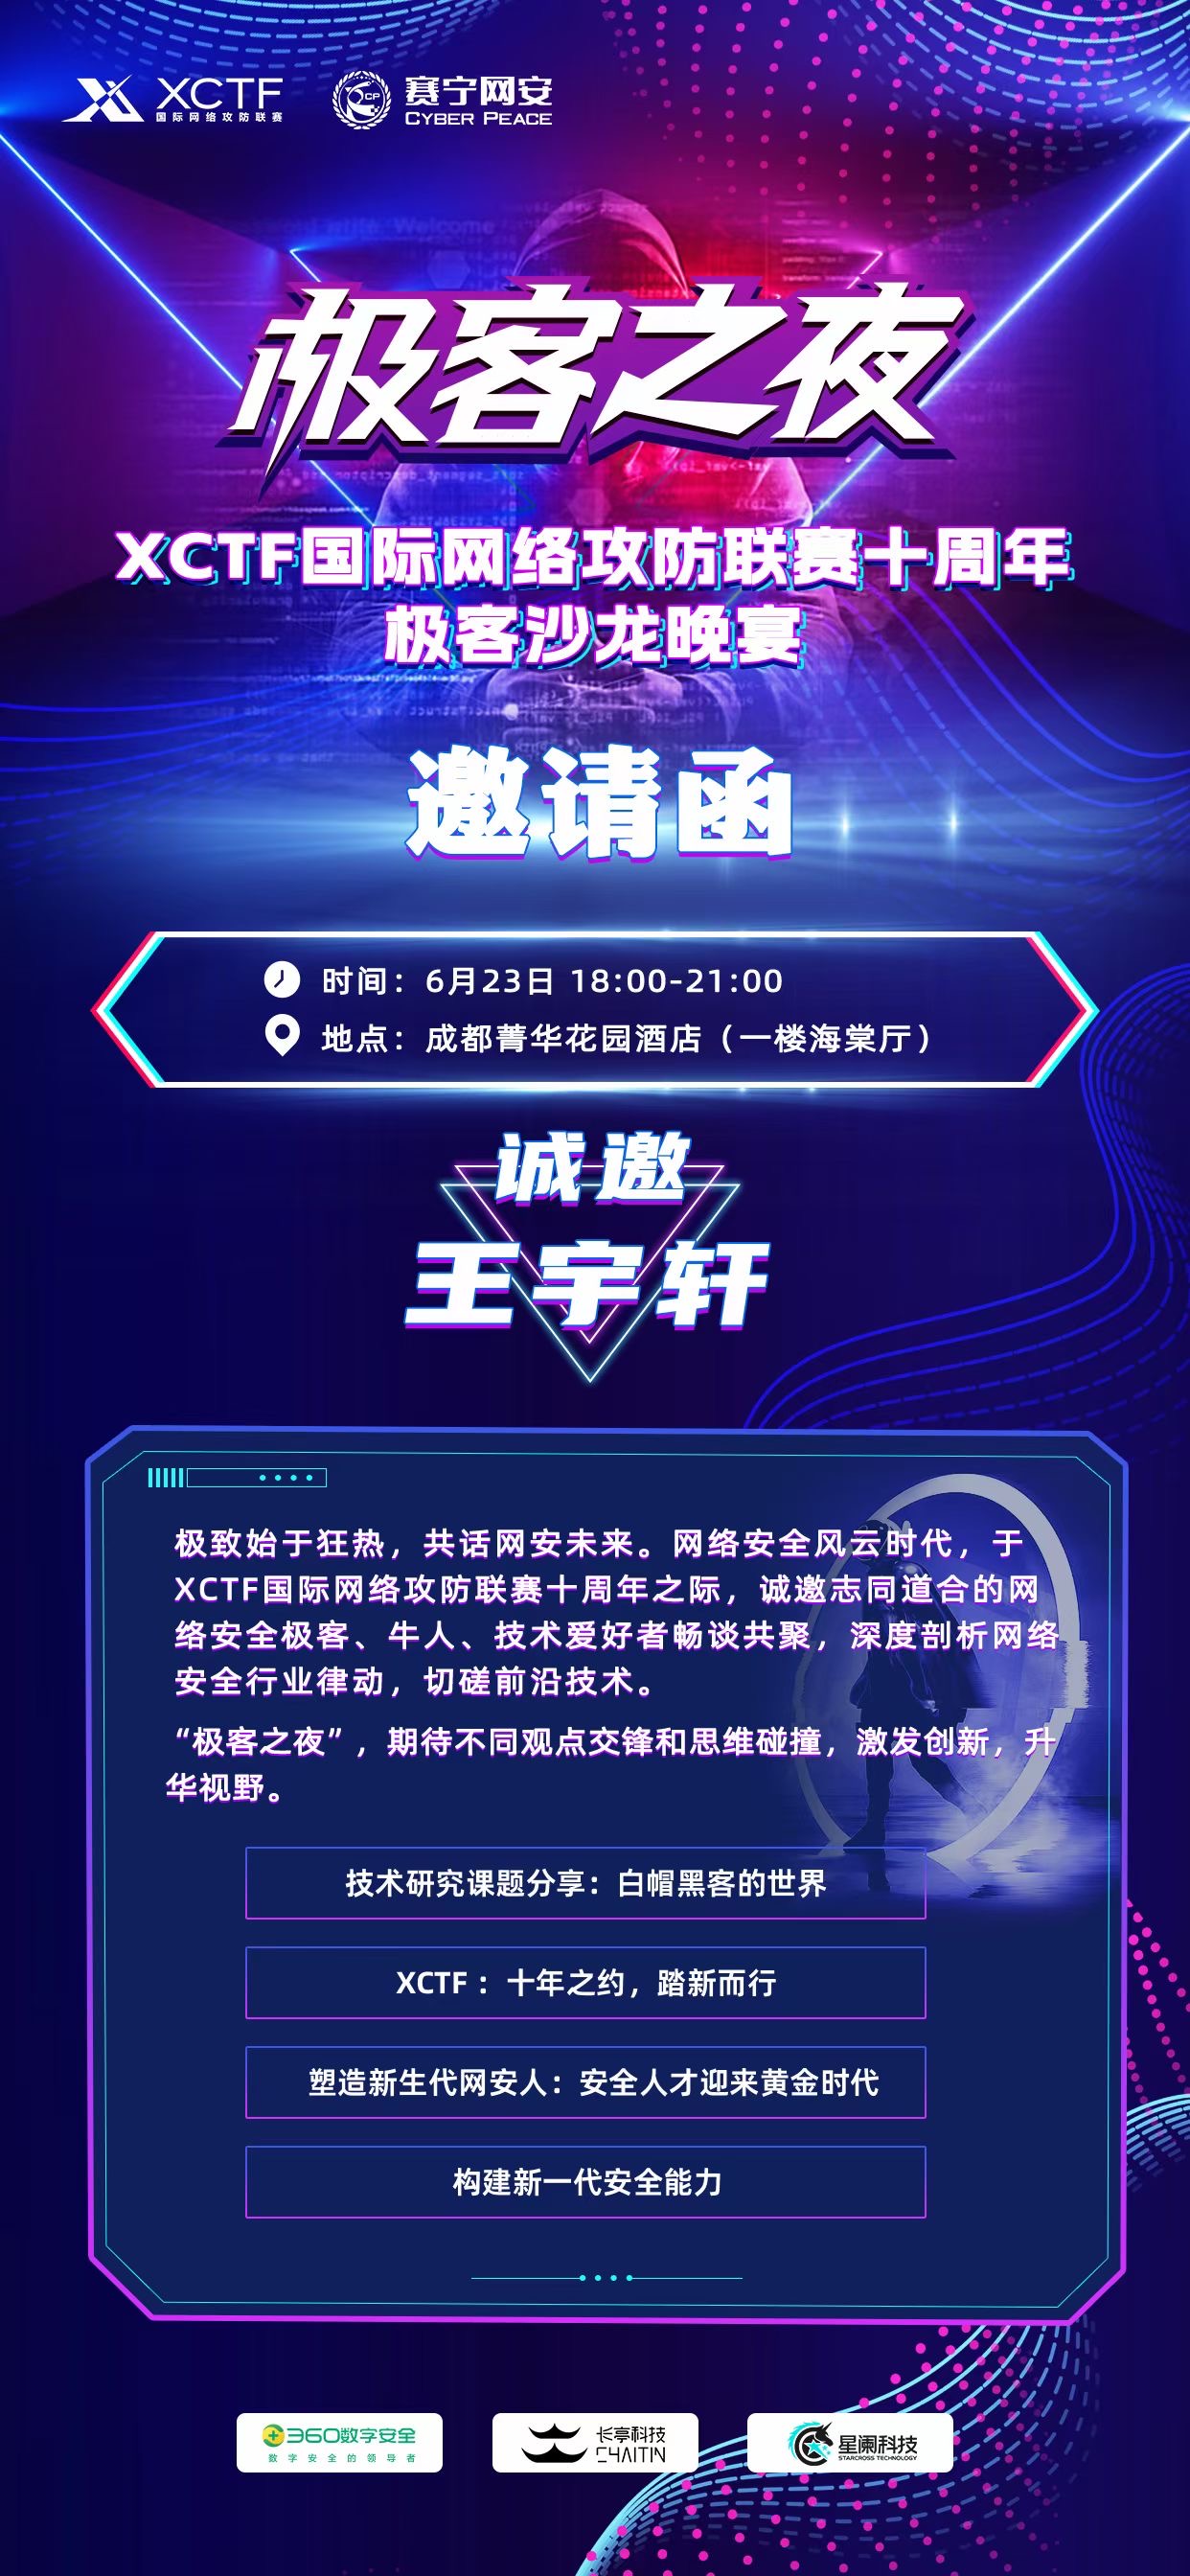 XCTF
国际网络攻防联赛
CF
赛宁网安
CYBER PEACE
Welcome
极客之夜
XCTF国际网络攻防联赛十周年
极客沙龙晚宴
邀请函
时间：6月23日 18:00-21:00
地点：成都菁华花园酒店（一楼海棠厅）
诚邀
王宇轩
极致始于狂热，共话网安未来。网络安全风云时代，于
XCTF国际网络攻防联赛十周年之际，诚邀志同道合的网
络安全极客、牛人、技术爱好者畅谈共聚，深度剖析网络
安全行业律动，切磋前沿技术。
“极客之夜”，期待不同观点交锋和思维碰撞，激发创新，升
华视野。
技术研究课题分享：白帽黑客的世界
XCTF：十年之约，踏新而行
塑造新生代网安人：安全人才迎来黄金时代
构建新一代安全能力
360数字安全
数字安全的领导者
长亭科技
CHAITIN
星阑科技
STARCROSS TECHNOLOGY